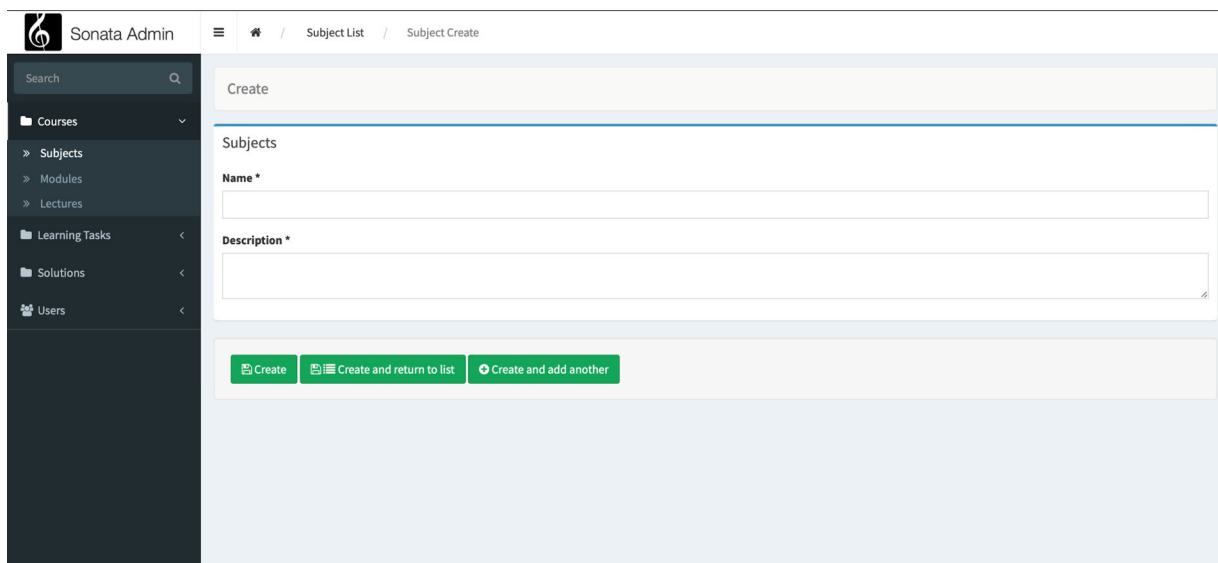 Sonata Admin
/ Subject List / Subject Create
Search
Courses
» Subjects
» Modules
» Lectures
Learning Tasks
Solutions
Users
Create
Subjects
Name *
Description *
Create
Create and return to list
Create and add another